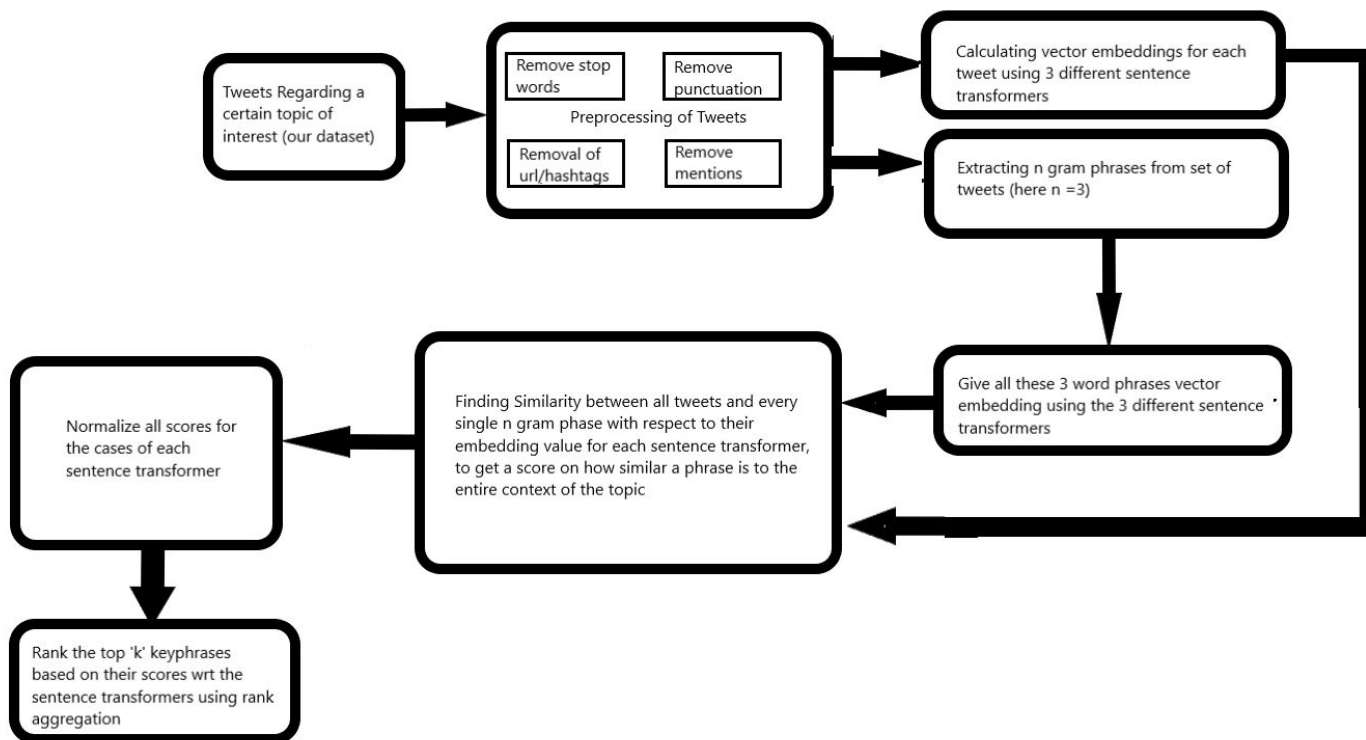 Tweets Regarding a
certain topic of
interest (our dataset)
Remove stop
words
Remove
punctuation
Preprocessing of Tweets
Removal of
url/hashtags
Remove
mentions
Calculating vector embeddings for each
tweet using 3 different sentence
transformers
Extracting n gram phrases from set of
tweets (here n =3)
Give all these 3 word phrases vector
embedding using the 3 different sentence
transformers
Finding Similarity between all tweets and every
single n gram phase with respect to their
embedding value for each sentence transformer,
to get a score on how similar a phrase is to the
entire context of the topic
Normalize all scores for
the cases of each
sentence transformer
Rank the top 'k' keyphrases
based on their scores wrt the
sentence transformers using rank
aggregation